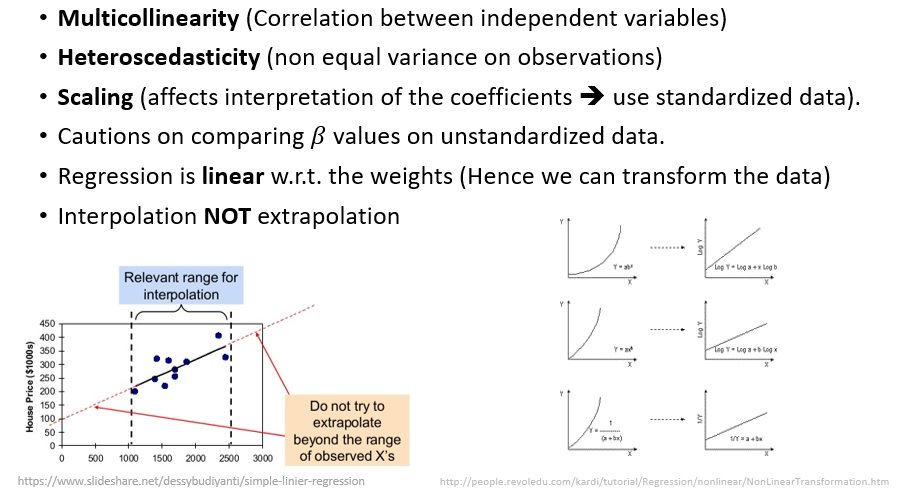 • Multicollinearity (Correlation between independent variables)
• Heteroscedasticity (non equal variance on observations)
• Scaling (affects interpretation of the coefficients ➔ use standardized data).
• Cautions on comparing β values on unstandardized data.
• Regression is linear w.r.t. the weights (Hence we can transform the data)
• Interpolation NOT extrapolation
Relevant range for
interpolation
House Price ($1000s)
450
400
350
300
250
200
150
100
50
0
0 500 1000 1500 2000 2500 3000
Do not try to
extrapolate
beyond the range
of observed X's
Y
Y = abˣ
X
Log Y
Log Y = Log a + x Log b
X
Y
Y = axᵇ
X
Log Y
Log Y = Log a + b Log x
X
Y
Y = 1
(a + bx)
X
1/Y
1/Y = a + bx
X
https://www.slideshare.net/dessybudiyanti/simple-linier-regression
http://people.revoledu.com/kardi/tutorial/Regression/nonlinear/NonLinearTransformation.htm